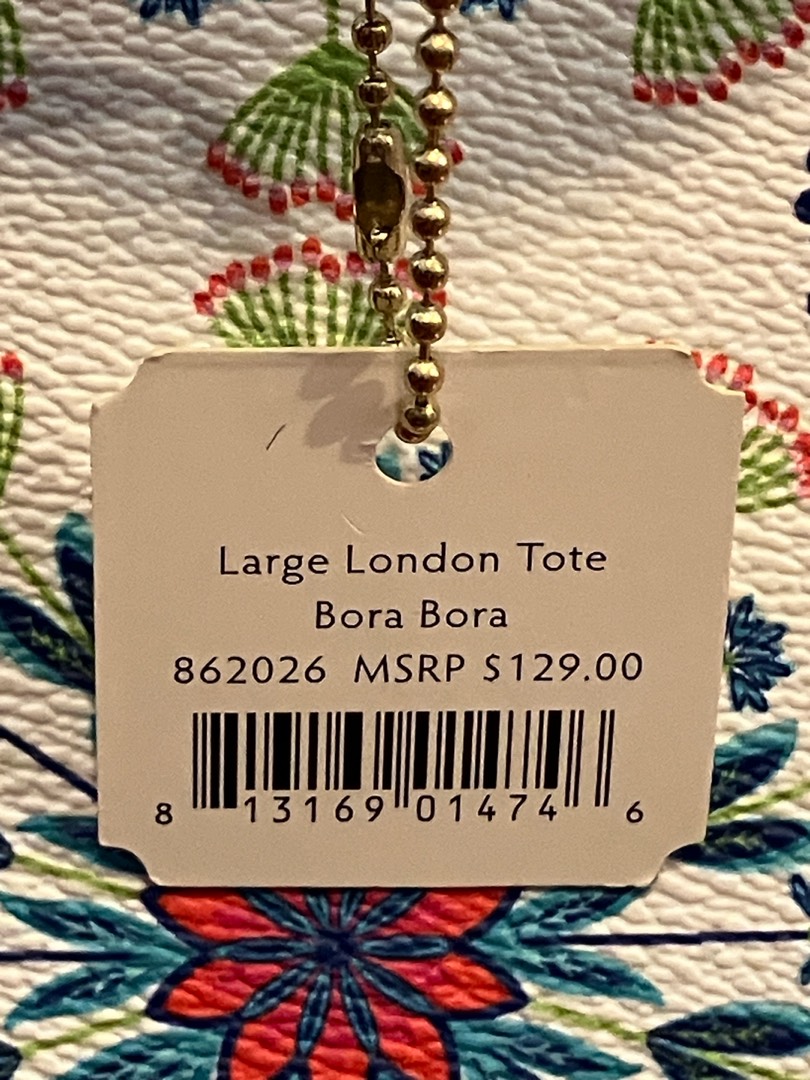 Large London Tote
Bora Bora
862026 MSRP $129.00
8 13169 01474 6